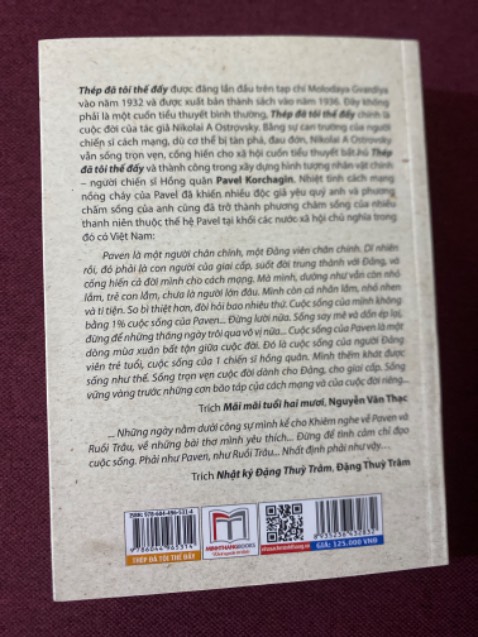 Thép đã tôi thế đấy được đăng lần đầu trên tạp chí Molodaya Gvardiya
vào năm 1932 và được xuất bản thành sách vào năm 1936. Đây không
phải là một cuốn tiểu thuyết bình thường, Thép đã tôi thế đấy chính là
cuộc đời của tác giả Nikolai A Ostrovsky. Bằng sự can trường của người
chiến sĩ cách mạng, dù cơ thể bị tàn phá, đau đớn, Nikolai A Ostrovsky
vẫn sống trọn vẹn, cống hiến cho xã hội cuốn tiểu thuyết bất hủ Thép
đã tôi thế đấy và thành công trong xây dựng hình tượng nhân vật chính
– người chiến sĩ Hồng quân Pavel Korchagin. Nhiệt tình cách mạng
nồng cháy của Pavel đã khiến nhiều độc giả yêu quý anh và phương
châm sống của anh cũng đã trở thành phương châm sống của nhiều
thanh niên thuộc thế hệ Pavel tại khối các nước xã hội chủ nghĩa trong
đó có Việt Nam:
Paven là một người chân chính, một Đảng viên chân chính. Dĩ nhiên
rồi, đó phải là con người của giai cấp, suốt đời trung thành với Đảng, và
cống hiến cả đời mình cho cách mạng. Mà mình, dường như vẫn còn nhỏ
lắm, trẻ con lắm, chưa là người lớn đâu. Mình còn cá nhân lắm, nhỏ nhen
và tị tiện. So bì thiệt hơn, đòi hỏi bao nhiêu thứ. Cuộc sống của mình không
bằng 1% cuộc sống của Paven... Đừng lười nữa. Sống say mê và dồn ép lại,
đừng để những tháng ngày trôi qua vô vị nữa... Cuộc sống của Paven là một
dòng mùa xuân bất tận giữa cuộc đời. Đó là cuộc sống của người Đảng
viên trẻ tuổi, cuộc sống của 1 chiến sĩ hồng quân. Mình thèm khát được
sống như thế. Sống trọn vẹn cuộc đời dành cho Đảng, cho giai cấp. Sống
vững vàng trước những cơn bão táp của cách mạng và của cuộc đời riêng...
Trích Mãi mãi tuổi hai mươi, Nguyễn Văn Thạc
... Những ngày nằm dưới công sự mình kể cho Khiêm nghe về Paven và
Ruồi Trâu, về những bài thơ mình yêu thích... Đừng để tình cảm chỉ đạo
cuộc sống. Phải như Paven, như Ruồi Trâu... Nhất định phải như vậy....
Trích Nhật ký Đặng Thuỳ Trâm, Đặng Thuỳ Trâm
ISBN: 978-604-496-531-4
9786044965314
THÉP ĐÃ TÔI THẾ ĐẤY
MINHTHANGBOOKS
GIÁ: 125.000 VNĐ